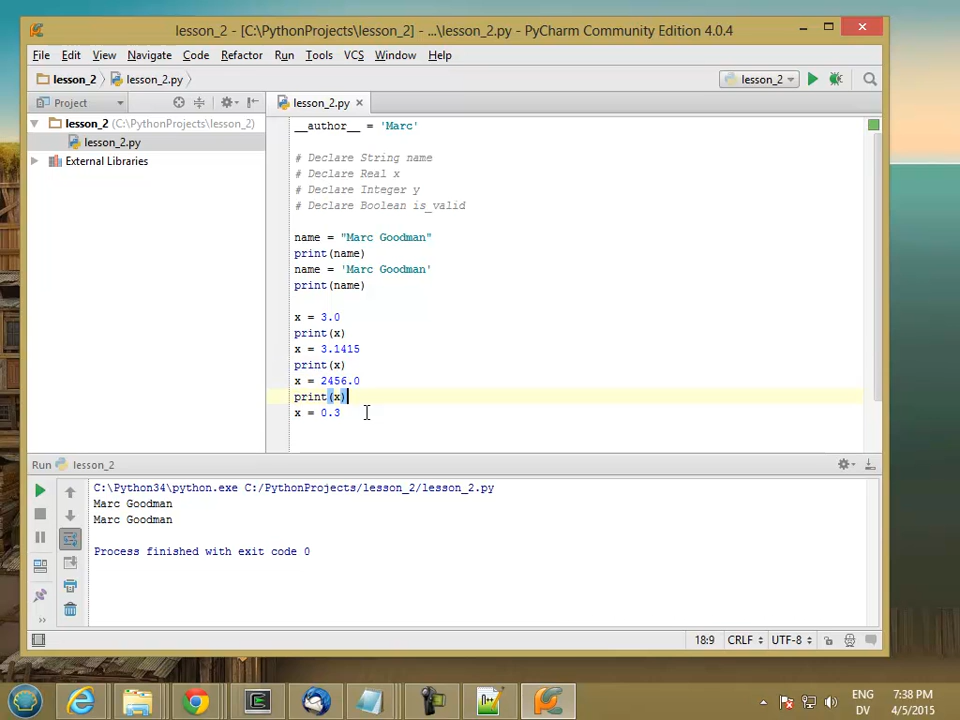 lesson_2 - [C:\PythonProjects\lesson_2] - ...\lesson_2.py - PyCharm Community Edition 4.0.4
File Edit View Navigate Code Refactor Run Tools VCS Window Help
lesson_2 lesson_2.py lesson_2
Project lesson_2.py
lesson_2 (C:\PythonProjects\lesson_2)
lesson_2.py
External Libraries
__author__ = 'Marc'
# Declare String name
# Declare Real x
# Declare Integer y
# Declare Boolean is_valid
name = "Marc Goodman"
print(name)
name = 'Marc Goodman'
print(name)
x = 3.0
print(x)
x = 3.1415
print(x)
x = 2456.0
print(x)
x = 0.3
Run lesson_2
C:\Python34\python.exe C:/PythonProjects/lesson_2/lesson_2.py
Marc Goodman
Marc Goodman
Process finished with exit code 0
18:9 CRLF UTF-8
ENG 7:38 PM
DV 4/5/2015